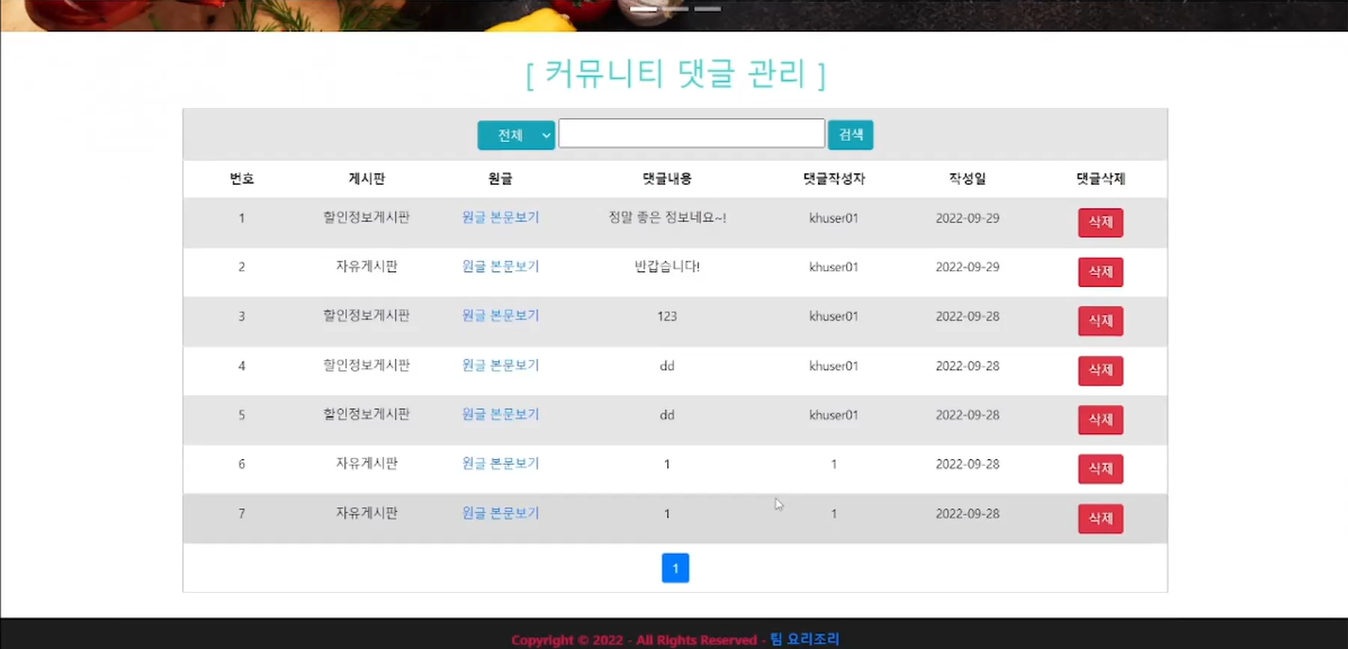 [ 커뮤니티 댓글 관리 ]
전체 검색
번호 게시판 원글 댓글내용 댓글작성자 작성일 댓글삭제
1 할인정보게시판 원글 본문보기 정말 좋은 정보네요~! khuser01 2022-09-29 삭제
2 자유게시판 원글 본문보기 반갑습니다! khuser01 2022-09-29 삭제
3 할인정보게시판 원글 본문보기 123 khuser01 2022-09-28 삭제
4 할인정보게시판 원글 본문보기 dd khuser01 2022-09-28 삭제
5 할인정보게시판 원글 본문보기 dd khuser01 2022-09-28 삭제
6 자유게시판 원글 본문보기 1 1 2022-09-28 삭제
7 자유게시판 원글 본문보기 1 1 2022-09-28 삭제
1
Copyright © 2022 - All Rights Reserved - 팀 요리조리